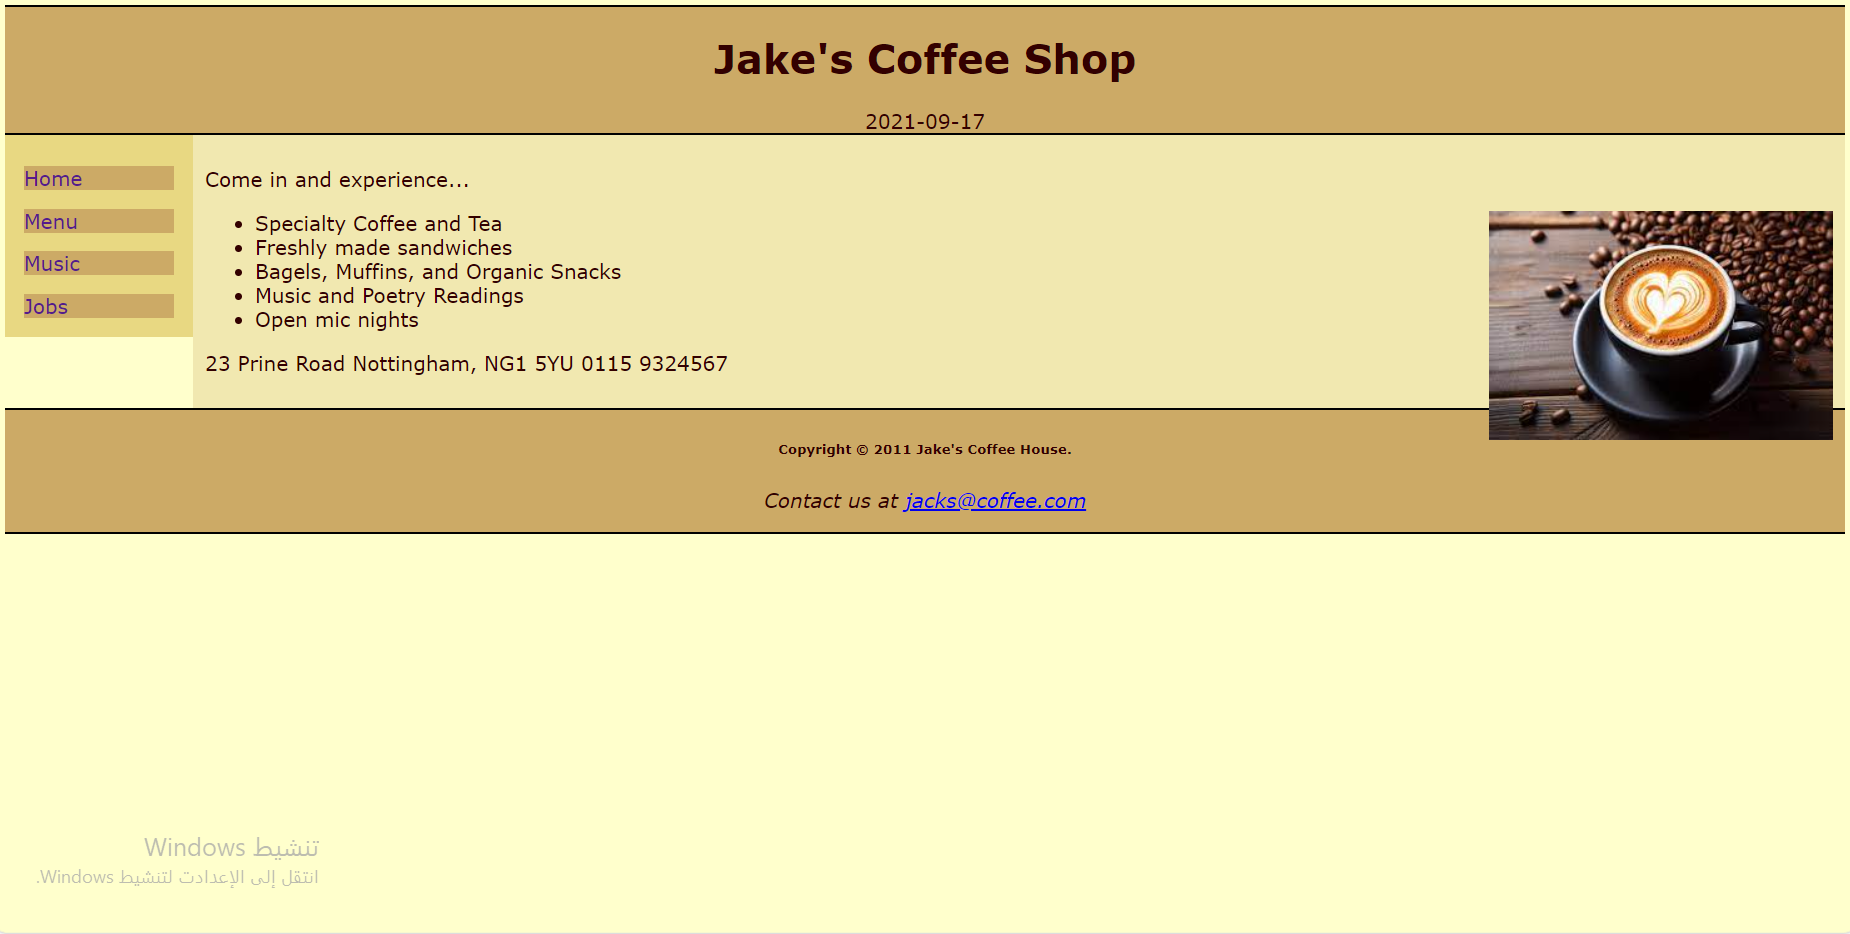 Jake's Coffee Shop
2021-09-17
Home
Menu
Music
Jobs
Come in and experience...
Specialty Coffee and Tea
Freshly made sandwiches
Bagels, Muffins, and Organic Snacks
Music and Poetry Readings
Open mic nights
23 Prine Road Nottingham, NG1 5YU 0115 9324567
Copyright © 2011 Jake's Coffee House.
Contact us at jacks@coffee.com
تنشيط Windows
انتقل إلى الإعدادت لتنشيط Windows.